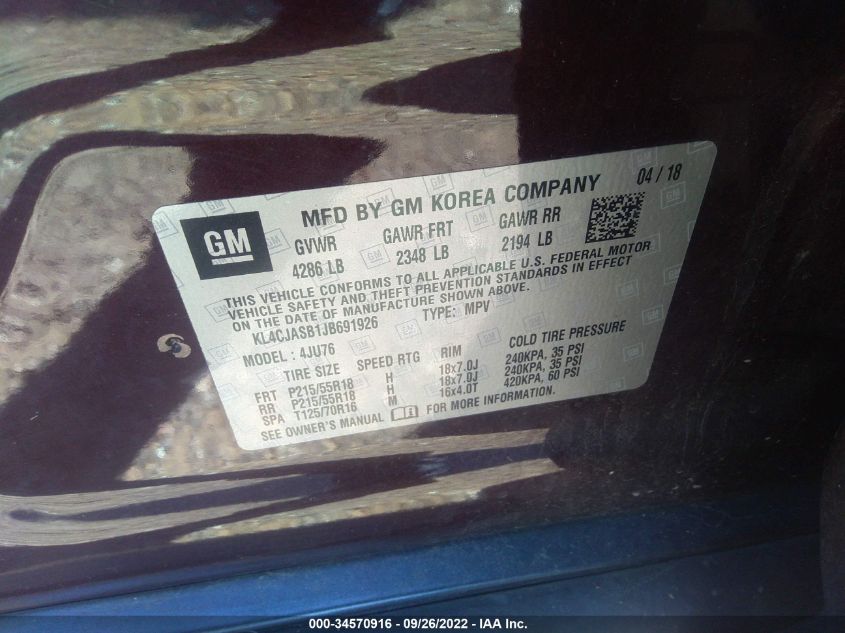 MFD BY GM KOREA COMPANY 04 / 18
GM
GVWR GAWR FRT GAWR RR
4286 LB 2348 LB 2194 LB
THIS VEHICLE CONFORMS TO ALL APPLICABLE U.S. FEDERAL MOTOR
VEHICLE SAFETY AND THEFT PREVENTION STANDARDS IN EFFECT
ON THE DATE OF MANUFACTURE SHOWN ABOVE.
KL4CJASB1JB691926 TYPE: MPV
MODEL : 4JU76
TIRE SIZE SPEED RTG RIM COLD TIRE PRESSURE
FRT P215/55R18 H 18x7.0J 240KPA, 35 PSI
RR P215/55R18 H 18x7.0J 240KPA, 35 PSI
SPA T125/70R16 M 16x4.0T 420KPA, 60 PSI
SEE OWNER'S MANUAL FOR MORE INFORMATION.
000-34570916 - 09/26/2022 - IAA Inc.